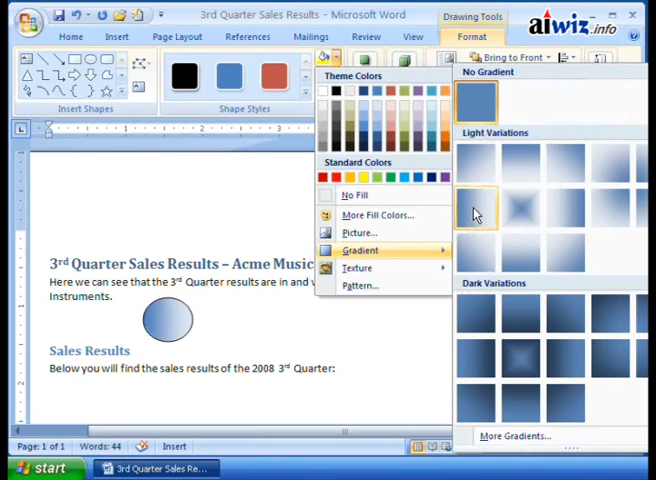 3rd Quarter Sales Results - Microsoft Word
Drawing Tools
aiwiz.info
Home Insert Page Layout References Mailings Review View Format
Bring to Front
Insert Shapes
Shape Styles
Theme Colors
Standard Colors
No Fill
More Fill Colors...
Picture...
Gradient
Texture
Pattern...
No Gradient
Light Variations
Dark Variations
More Gradients...
1 2
3rd Quarter Sales Results – Acme Music
Here we can see that the 3rd Quarter results are in and
Instruments.
Sales Results
Below you will find the sales results of the 2008 3rd Quarter:
Page: 1 of 1 Words: 44 Insert
start
3rd Quarter Sales Re...